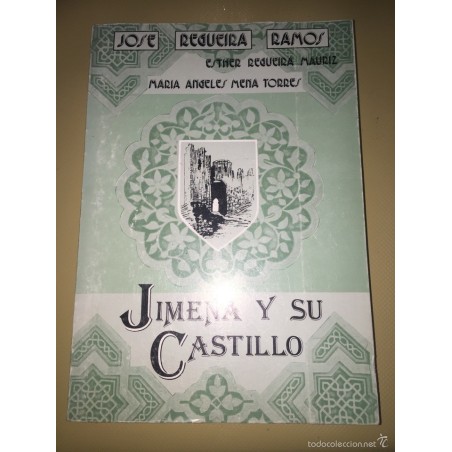 JOSE REGUEIRA RAMOS
ESTHER REGUEIRA MAURIZ
MARIA ANGELES MENA TORRES
JIMENA Y SU
CASTILLO
todocoleccion.net